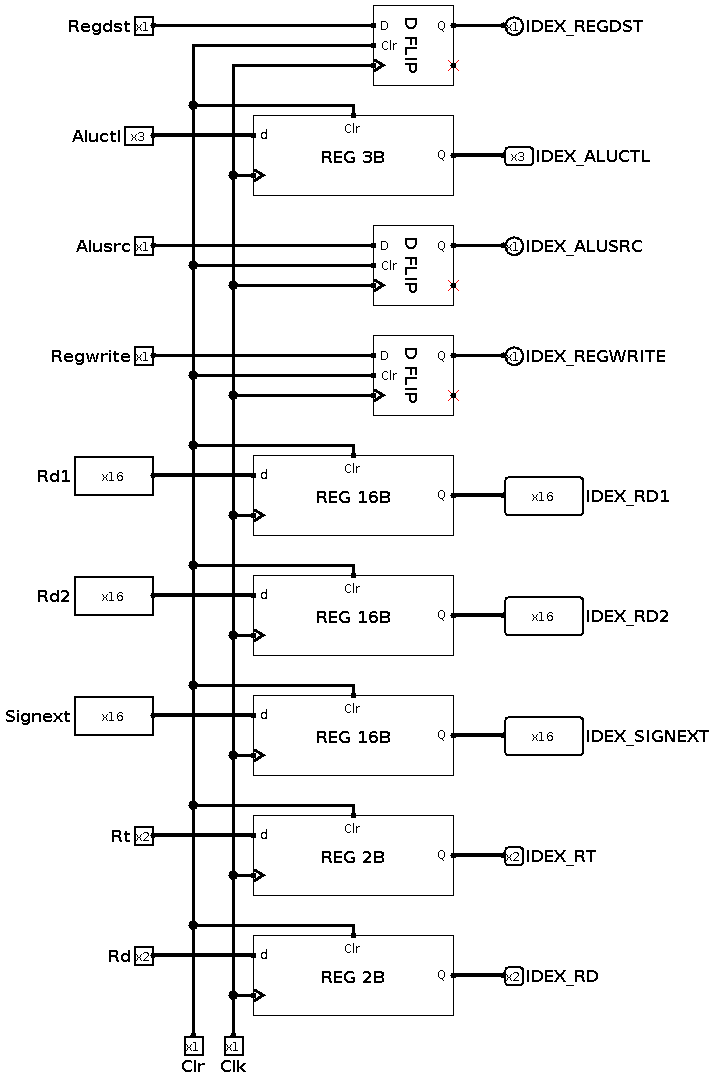 Regdst x1 D Q x1 IDEX_REGDST
Clr
D FLIP
Clr
Aluctl x3 d REG 3B Q x3 IDEX_ALUCTL
Alusrc x1 D Q x1 IDEX_ALUSRC
Clr
D FLIP
Regwrite x1 D Q x1 IDEX_REGWRITE
Clr
D FLIP
Clr
Rd1 x16 d REG 16B Q x16 IDEX_RD1
Clr
Rd2 x16 d REG 16B Q x16 IDEX_RD2
Clr
Signext x16 d REG 16B Q x16 IDEX_SIGNEXT
Clr
Rt x2 d REG 2B Q x2 IDEX_RT
Clr
Rd x2 d REG 2B Q x2 IDEX_RD
x1 x1
Clr Clk